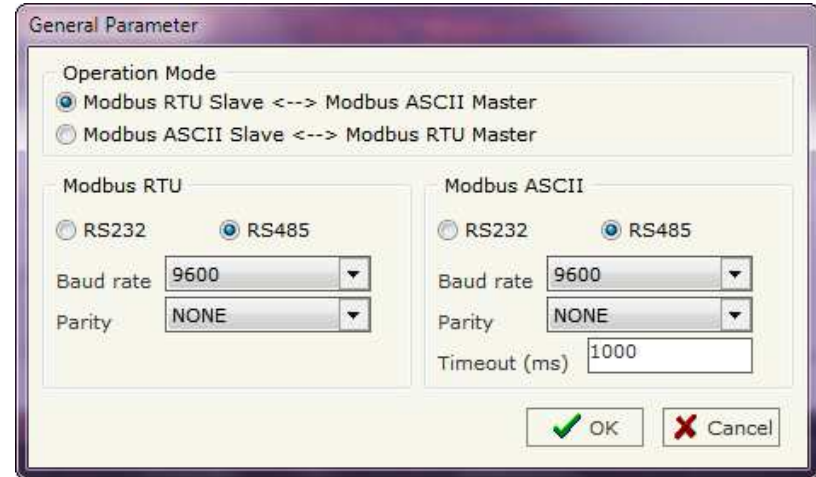 General Parameter
Operation Mode
Modbus RTU Slave <--> Modbus ASCII Master
Modbus ASCII Slave <--> Modbus RTU Master
Modbus RTU
RS232 RS485
Baud rate 9600
Parity NONE
Modbus ASCII
RS232 RS485
Baud rate 9600
Parity NONE
Timeout (ms) 1000
OK Cancel